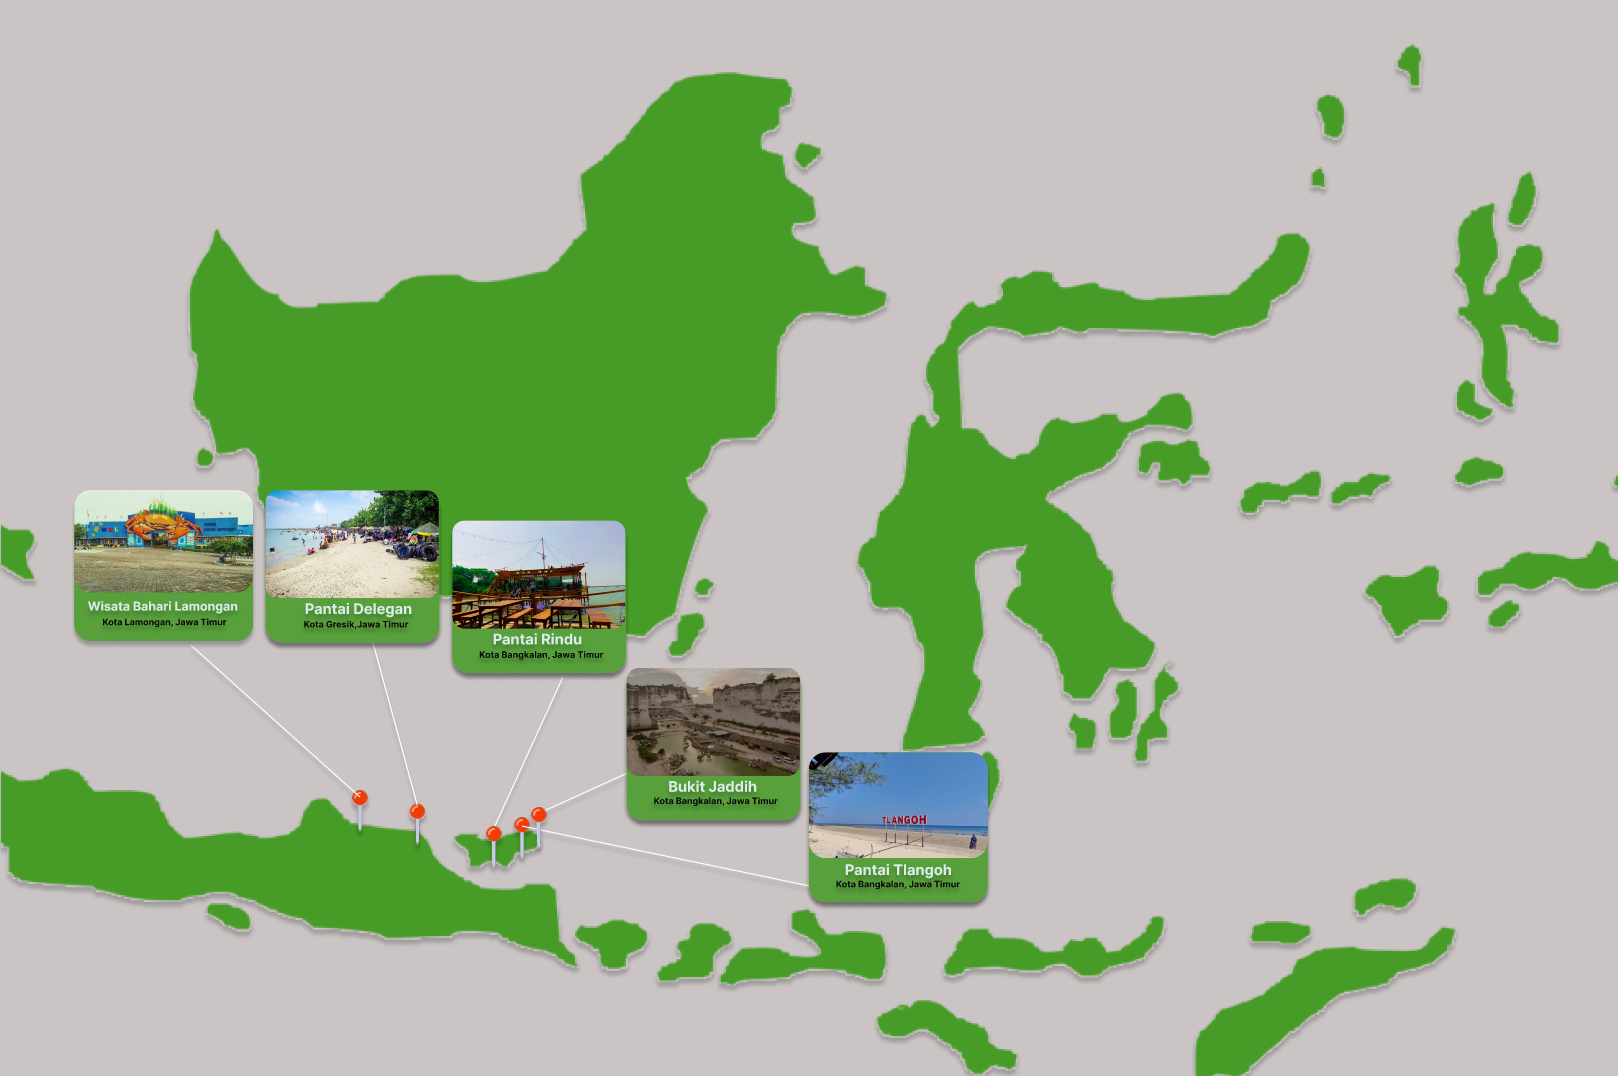 Wisata Bahari Lamongan
Kota Lamongan, Jawa Timur
Pantai Delegan
Kota Gresik,Jawa Timur
Pantai Rindu
Kota Bangkalan, Jawa Timur
Bukit Jaddih
Kota Bangkalan, Jawa Timur
TLANGOH
Pantai Tlangoh
Kota Bangkalan, Jawa Timur